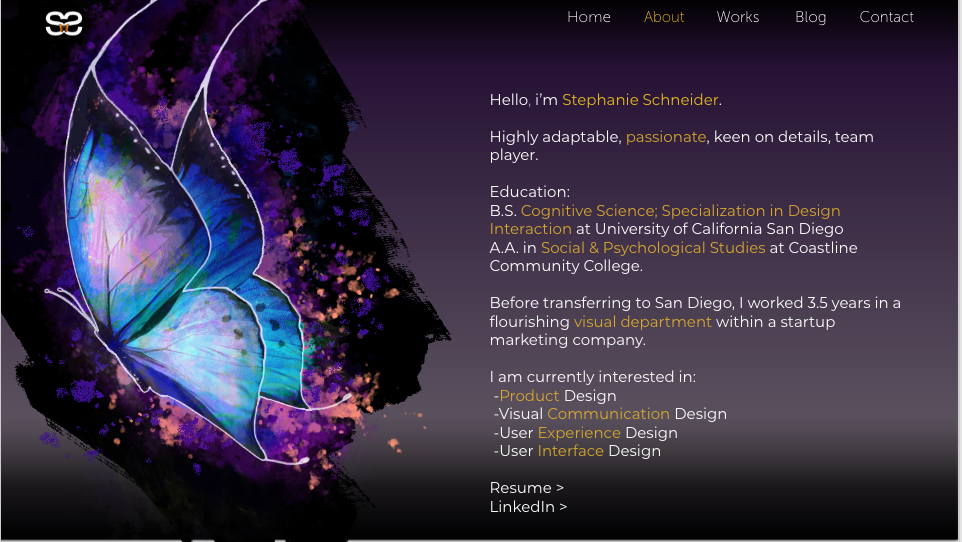 Home About Works Blog Contact
Hello, i’m Stephanie Schneider.
Highly adaptable, passionate, keen on details, team
player.
Education:
B.S. Cognitive Science; Specialization in Design
Interaction at University of California San Diego
A.A. in Social & Psychological Studies at Coastline
Community College.
Before transferring to San Diego, I worked 3.5 years in a
flourishing visual department within a startup
marketing company.
I am currently interested in:
-Product Design
-Visual Communication Design
-User Experience Design
-User Interface Design
Resume >
LinkedIn >